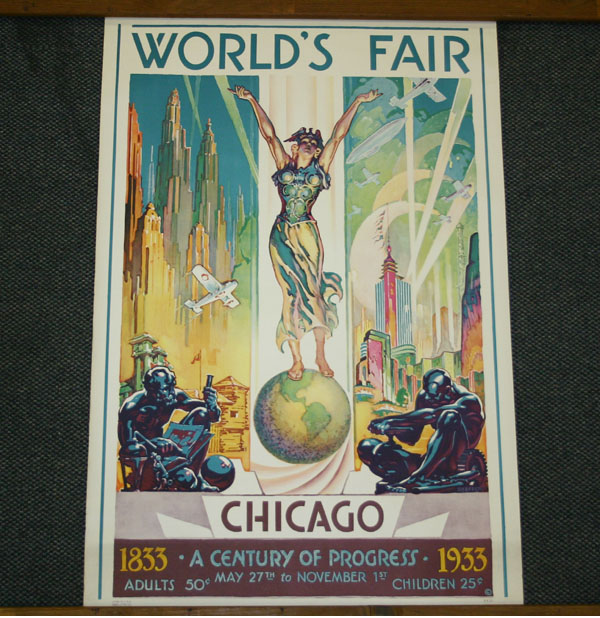 WORLD'S FAIR
CHICAGO
1833 · A CENTURY OF PROGRESS · 1933
ADULTS 50¢ MAY 27TH to NOVEMBER 1ST CHILDREN 25¢